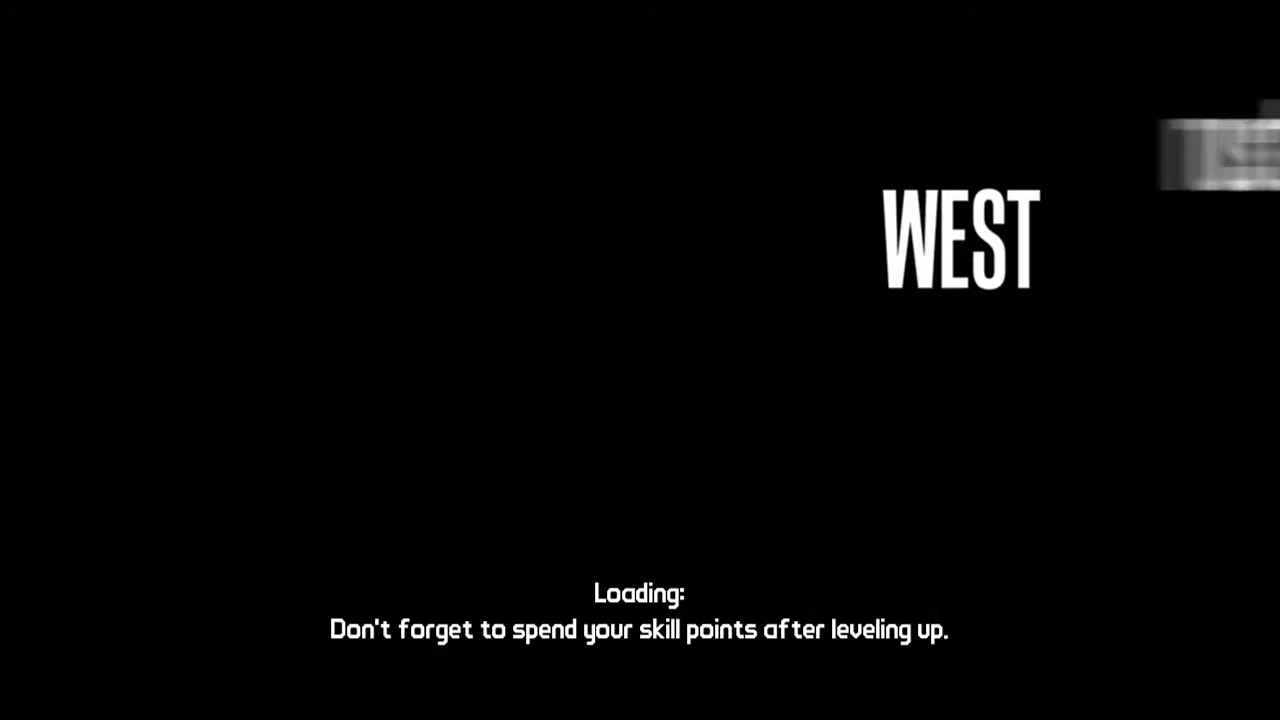 WEST
Loading:
Don't forget to spend your skill points after leveling up.